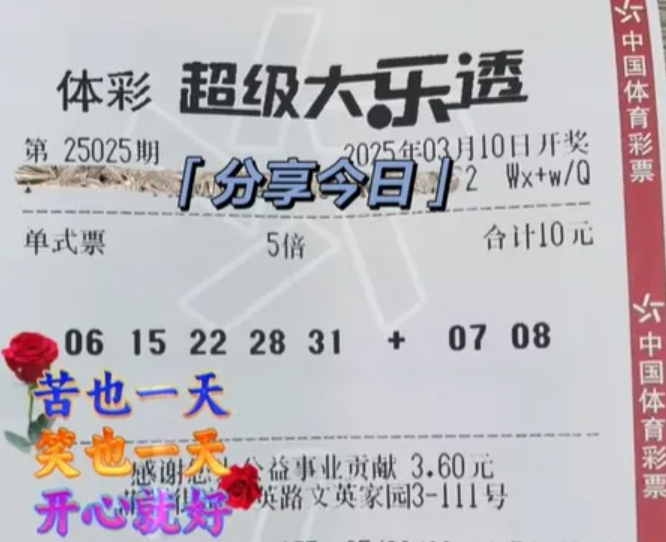 体彩 超级大乐透
第 25025期 2025年03月10日开奖
「分享今日」 2 Wx+w/Q
单式票 5倍 合计10元
06 15 22 28 31 + 07 08
苦也一天
笑也一天
开心就好
感谢 公益事业贡献 3.60元
英路文英家园3-111号
中国体育彩票
中国体育彩票